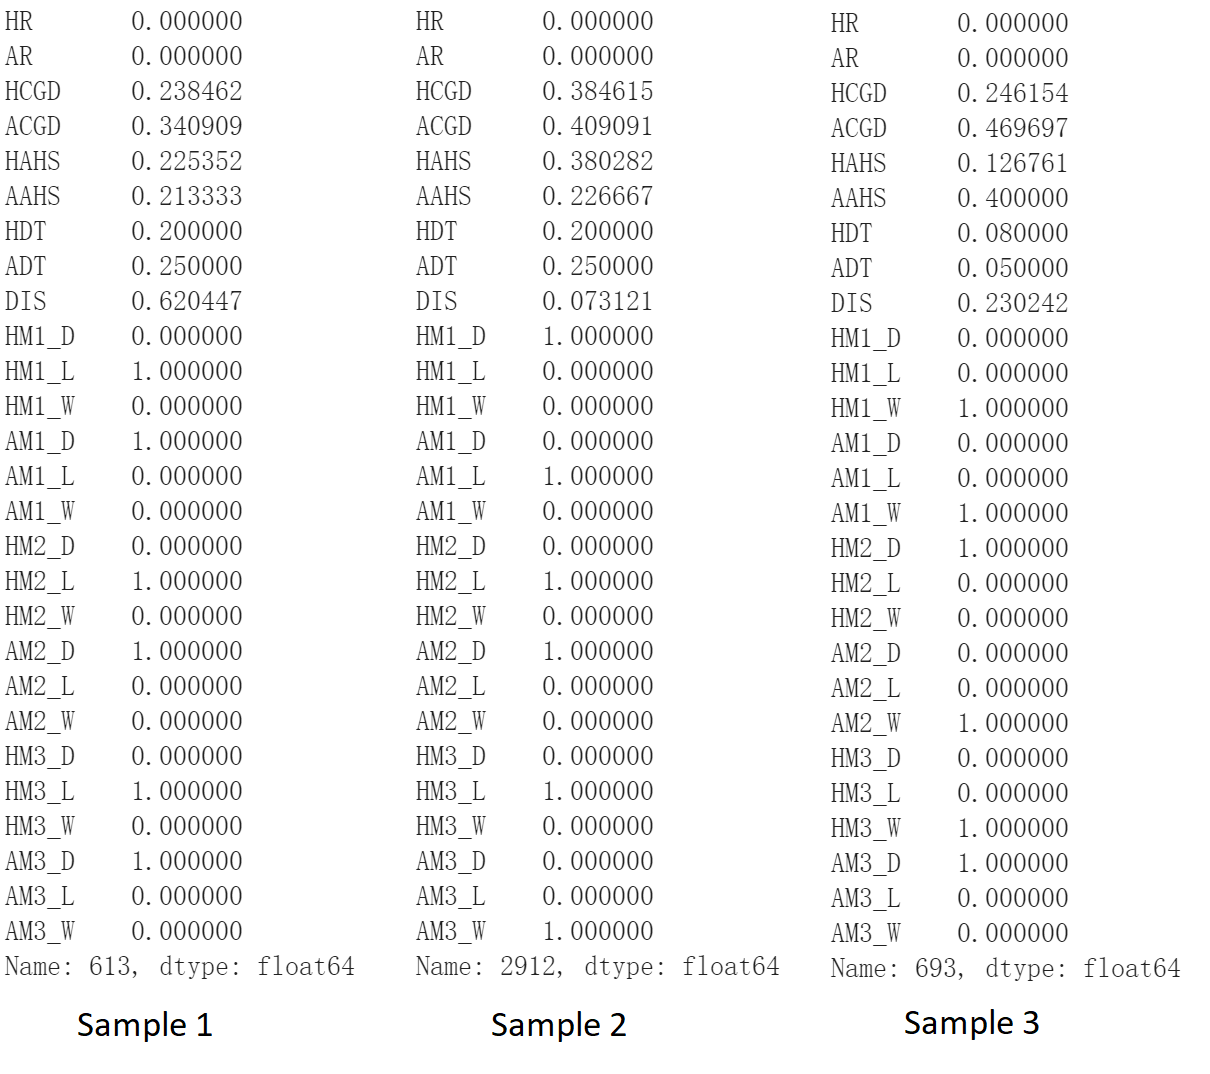 HR 0.000000
AR 0.000000
HCGD 0.238462
ACGD 0.340909
HAHS 0.225352
AAHS 0.213333
HDT 0.200000
ADT 0.250000
DIS 0.620447
HM1_D 0.000000
HM1_L 1.000000
HM1_W 0.000000
AM1_D 1.000000
AM1_L 0.000000
AM1_W 0.000000
HM2_D 0.000000
HM2_L 1.000000
HM2_W 0.000000
AM2_D 1.000000
AM2_L 0.000000
AM2_W 0.000000
HM3_D 0.000000
HM3_L 1.000000
HM3_W 0.000000
AM3_D 1.000000
AM3_L 0.000000
AM3_W 0.000000
Name: 613, dtype: float64
Sample 1
HR 0.000000
AR 0.000000
HCGD 0.384615
ACGD 0.409091
HAHS 0.380282
AAHS 0.226667
HDT 0.200000
ADT 0.250000
DIS 0.073121
HM1_D 1.000000
HM1_L 0.000000
HM1_W 0.000000
AM1_D 0.000000
AM1_L 1.000000
AM1_W 0.000000
HM2_D 0.000000
HM2_L 1.000000
HM2_W 0.000000
AM2_D 1.000000
AM2_L 0.000000
AM2_W 0.000000
HM3_D 0.000000
HM3_L 1.000000
HM3_W 0.000000
AM3_D 0.000000
AM3_L 0.000000
AM3_W 1.000000
Name: 2912, dtype: float64
Sample 2
HR 0.000000
AR 0.000000
HCGD 0.246154
ACGD 0.469697
HAHS 0.126761
AAHS 0.400000
HDT 0.080000
ADT 0.050000
DIS 0.230242
HM1_D 0.000000
HM1_L 0.000000
HM1_W 1.000000
AM1_D 0.000000
AM1_L 0.000000
AM1_W 1.000000
HM2_D 1.000000
HM2_L 0.000000
HM2_W 0.000000
AM2_D 0.000000
AM2_L 0.000000
AM2_W 1.000000
HM3_D 0.000000
HM3_L 0.000000
HM3_W 1.000000
AM3_D 1.000000
AM3_L 0.000000
AM3_W 0.000000
Name: 693, dtype: float64
Sample 3